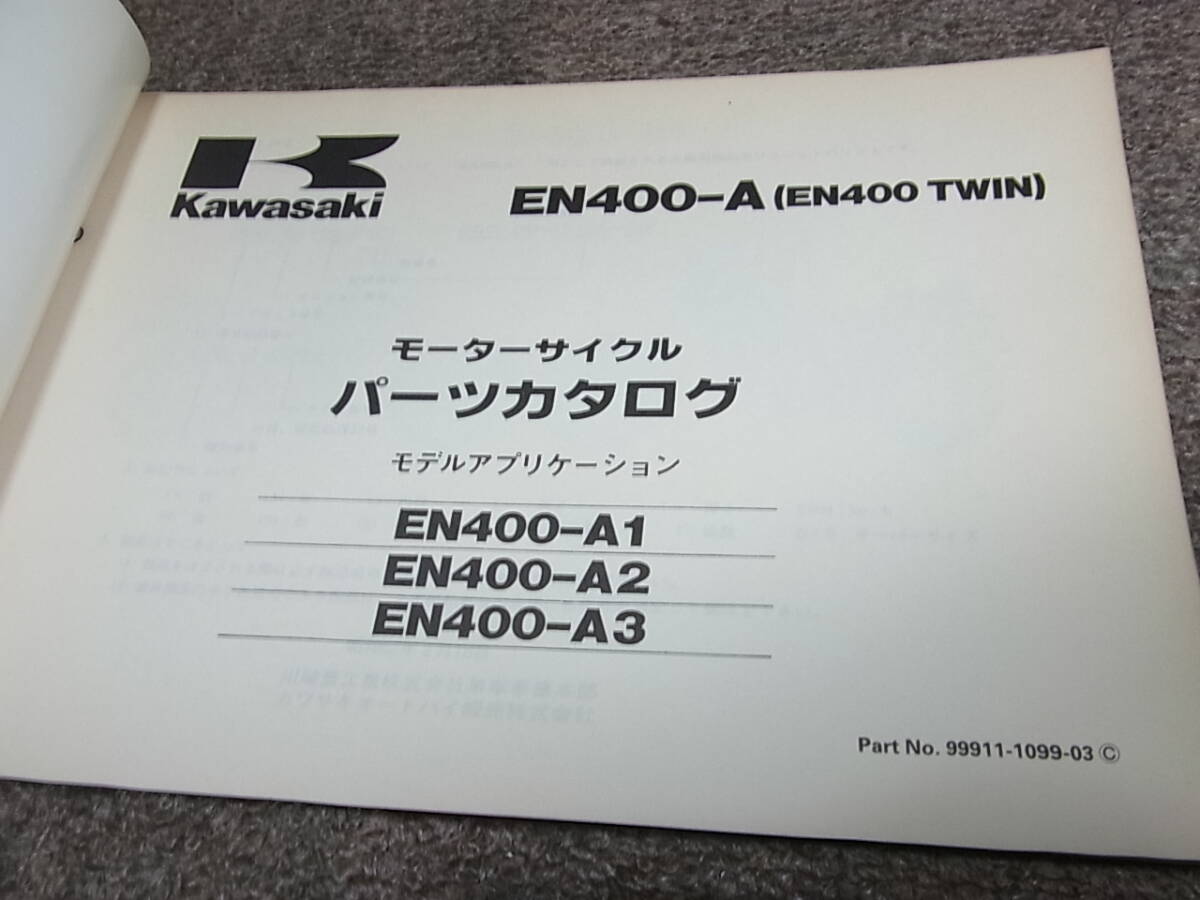 Kawasaki
EN400-A (EN400 TWIN)
モーターサイクル
パーツカタログ
モデルアプリケーション
EN400-A1
EN400-A2
EN400-A3
Part No. 99911-1099-03 Ⓒ